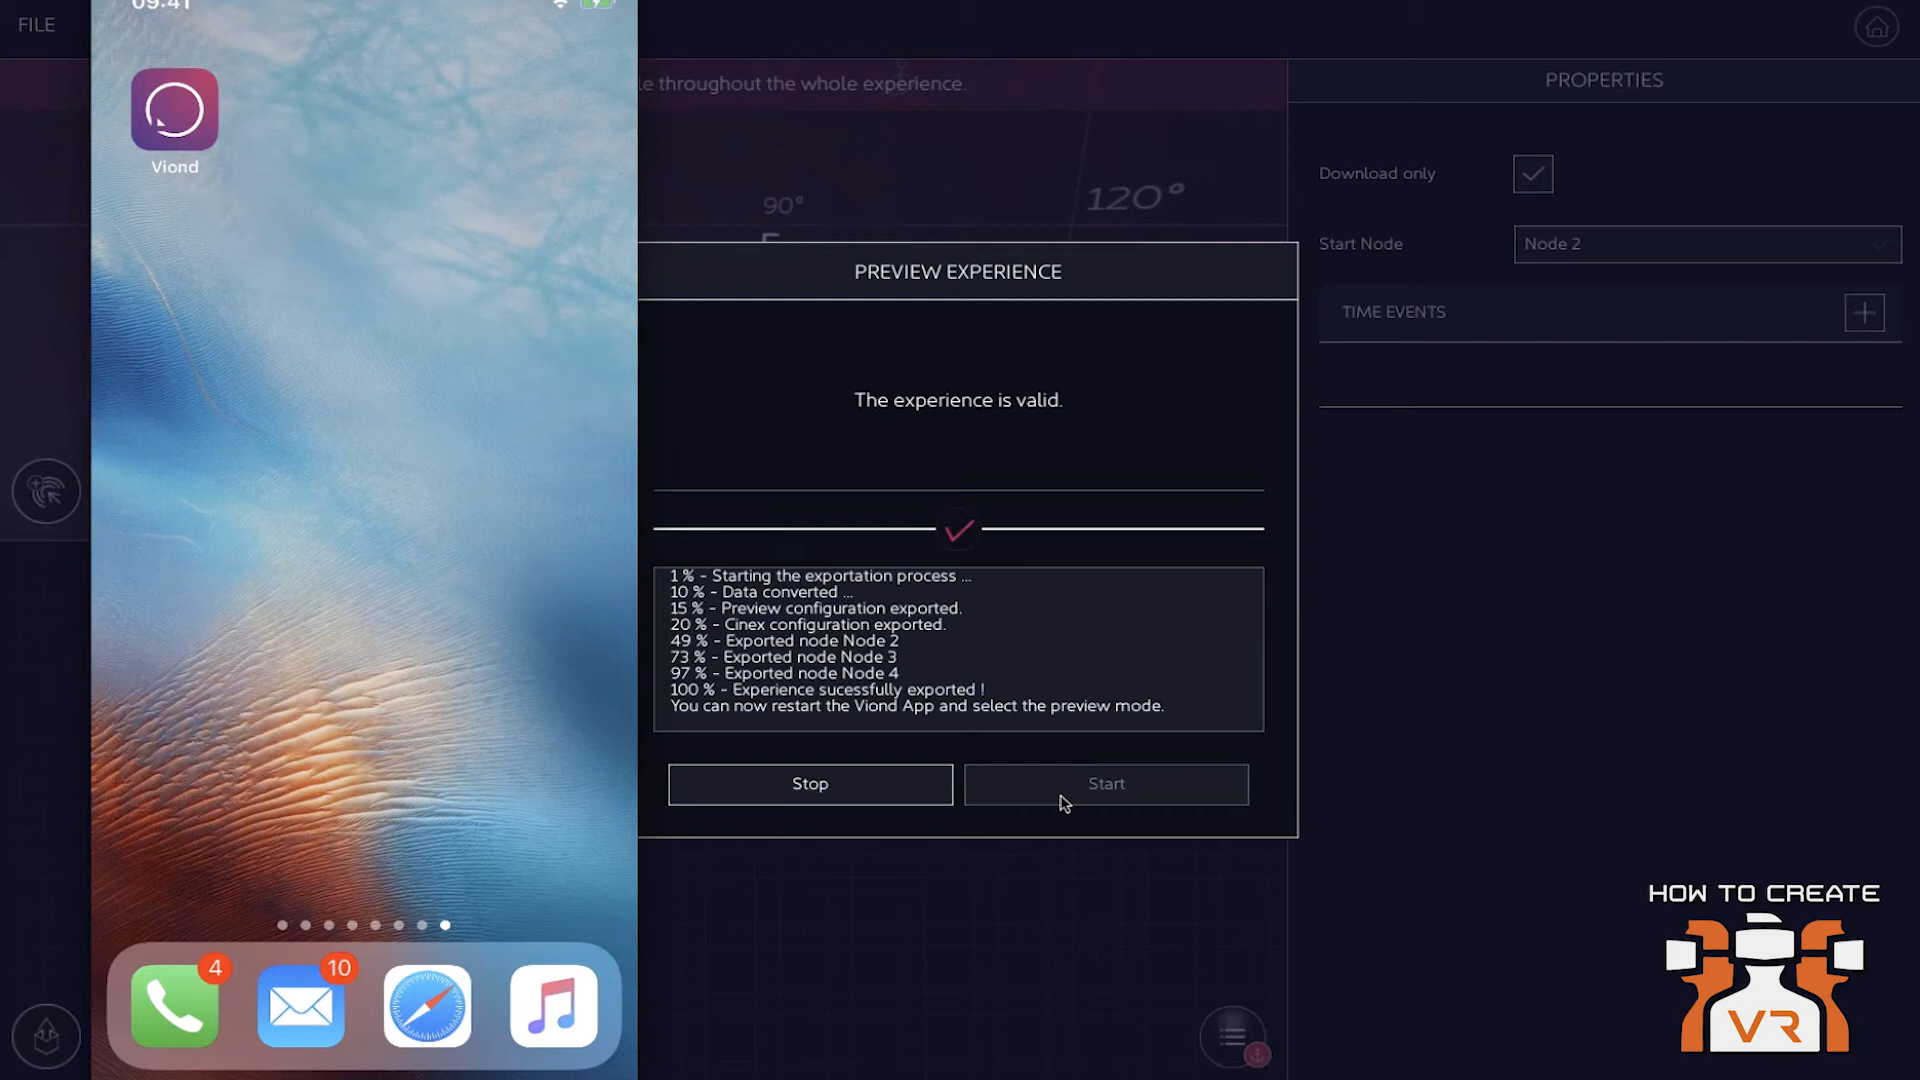 FILE
09:41
Viond
le throughout the whole experience.
90°
120°
PROPERTIES
Download only
Start Node
Node 2
TIME EVENTS
PREVIEW EXPERIENCE
The experience is valid.
1 % - Starting the exportation process ...
10 % - Data converted ...
15 % - Preview configuration exported.
20 % - Cinex configuration exported.
49 % - Exported node Node 2
73 % - Exported node Node 3
97 % - Exported node Node 4
100 % - Experience sucessfully exported !
You can now restart the Viond App and select the preview mode.
Stop
Start
4
10
HOW TO CREATE
VR